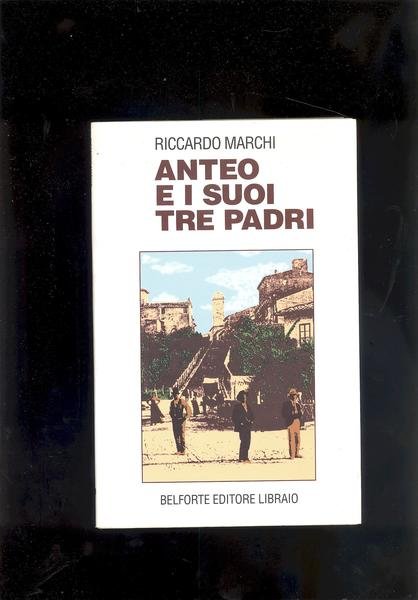 RICCARDO MARCHI
ANTEO
E I SUOI
TRE PADRI
BELFORTE EDITORE LIBRAIO